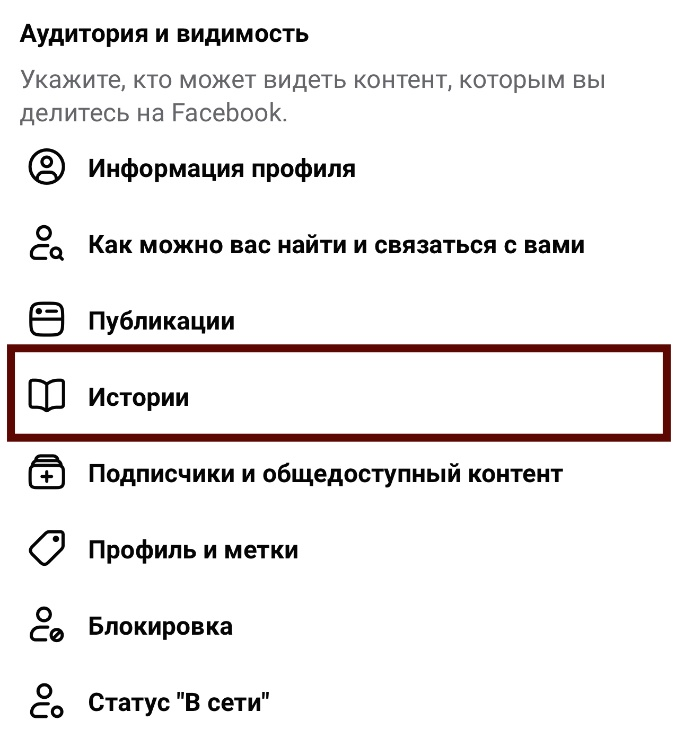 Аудитория и видимость
Укажите, кто может видеть контент, которым вы
делитесь на Facebook.
Информация профиля
Как можно вас найти и связаться с вами
Публикации
Истории
Подписчики и общедоступный контент
Профиль и метки
Блокировка
Статус "В сети"